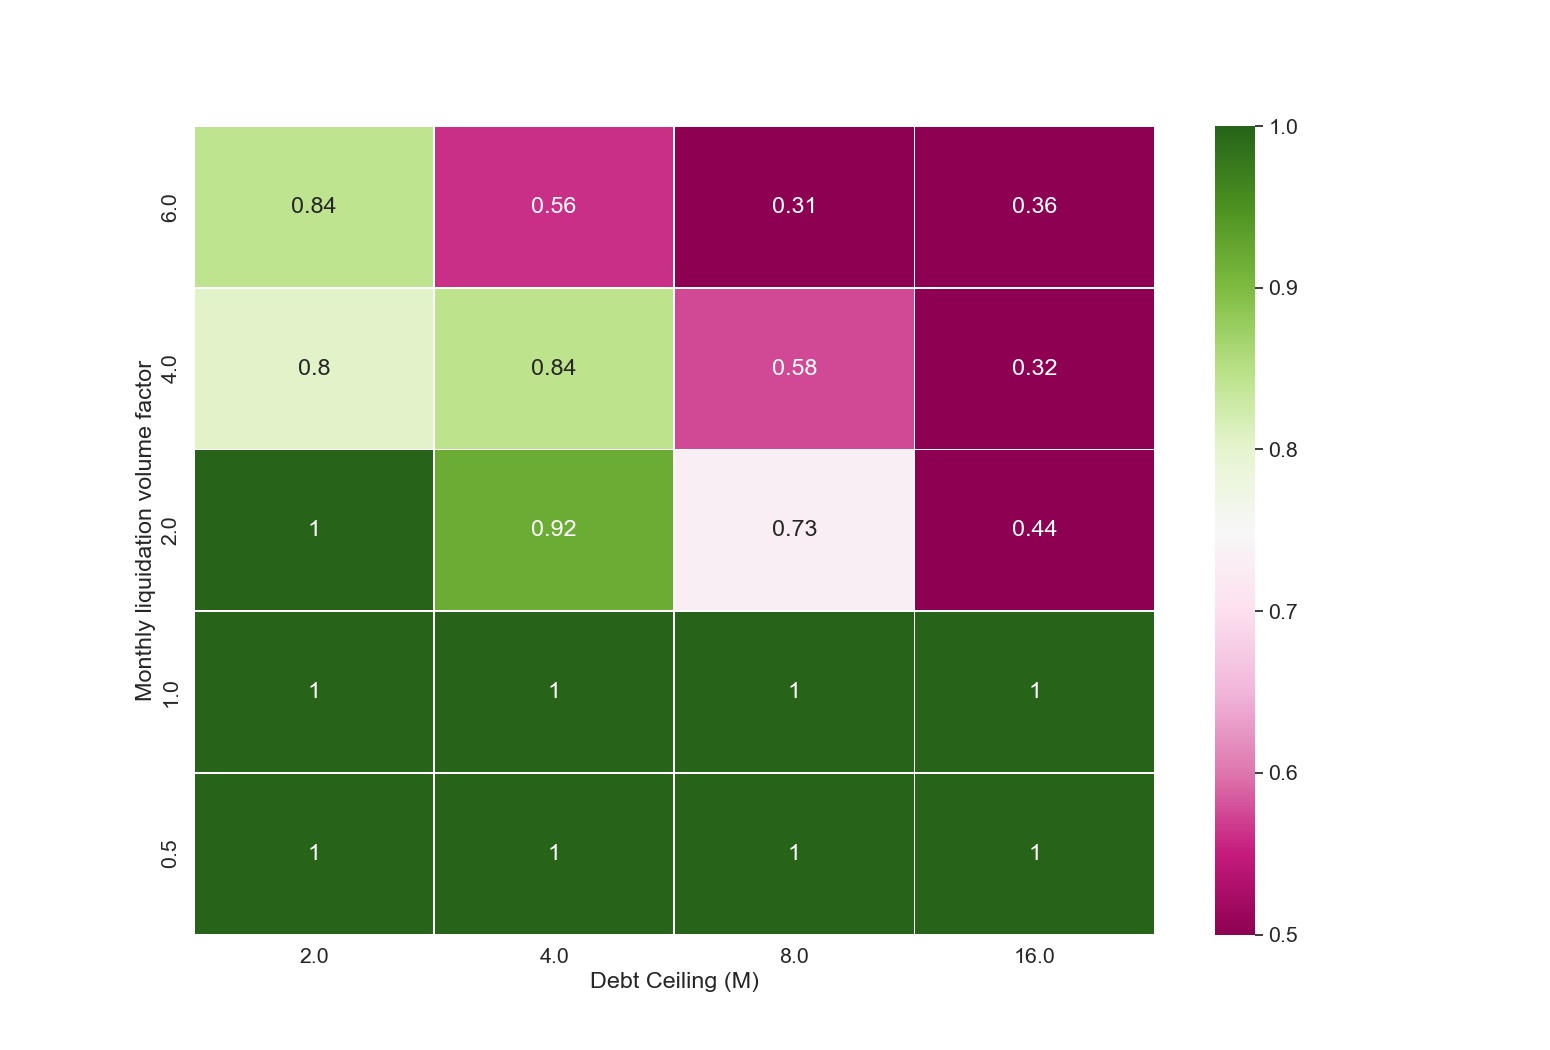 1.0
6.0 0.84 0.56 0.31 0.36
0.9
4.0 0.8 0.84 0.58 0.32
0.8
Monthly liquidation volume factor
2.0 1 0.92 0.73 0.44
0.7
1.0 1 1 1 1
0.6
0.5 1 1 1 1
0.5
2.0 4.0 8.0 16.0
Debt Ceiling (M)